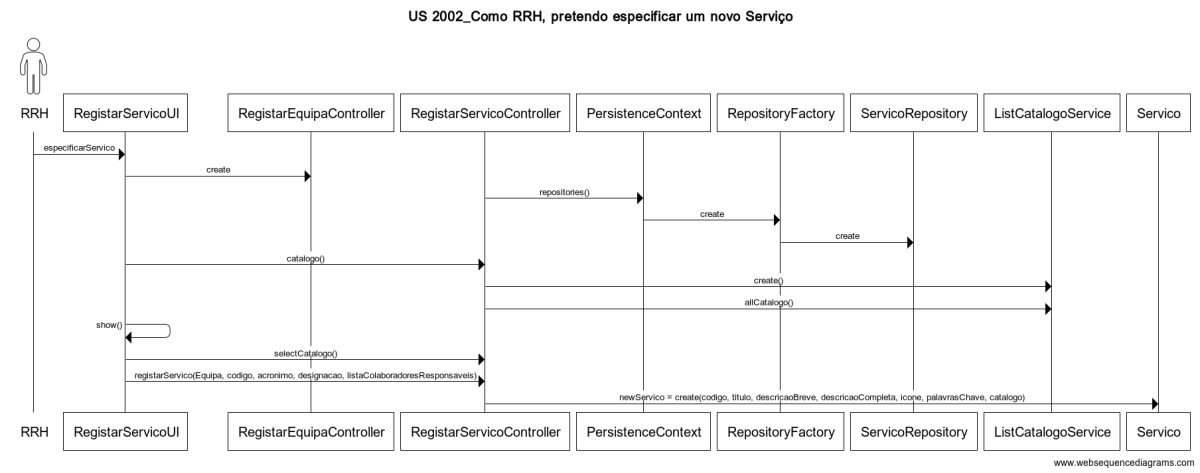 US 2002_Como RRH, pretendo especificar um novo Serviço
RRH
RegistarServicoUI
RegistarEquipaController
RegistarServicoController
PersistenceContext
RepositoryFactory
ServicoRepository
ListCatalogoService
Servico
especificarServico
create
repositories()
create
create
catalogo()
create()
allCatalogo()
show()
selectCatalogo()
registarServico(Equipa, codigo, acronimo, designacao, listaColaboradoresResponsaveis)
newServico = create(codigo, titulo, descricaoBreve, descricaoCompleta, icone, palavrasChave, catalogo)
RRH
RegistarServicoUI
RegistarEquipaController
RegistarServicoController
PersistenceContext
RepositoryFactory
ServicoRepository
ListCatalogoService
Servico
www.websequencediagrams.com